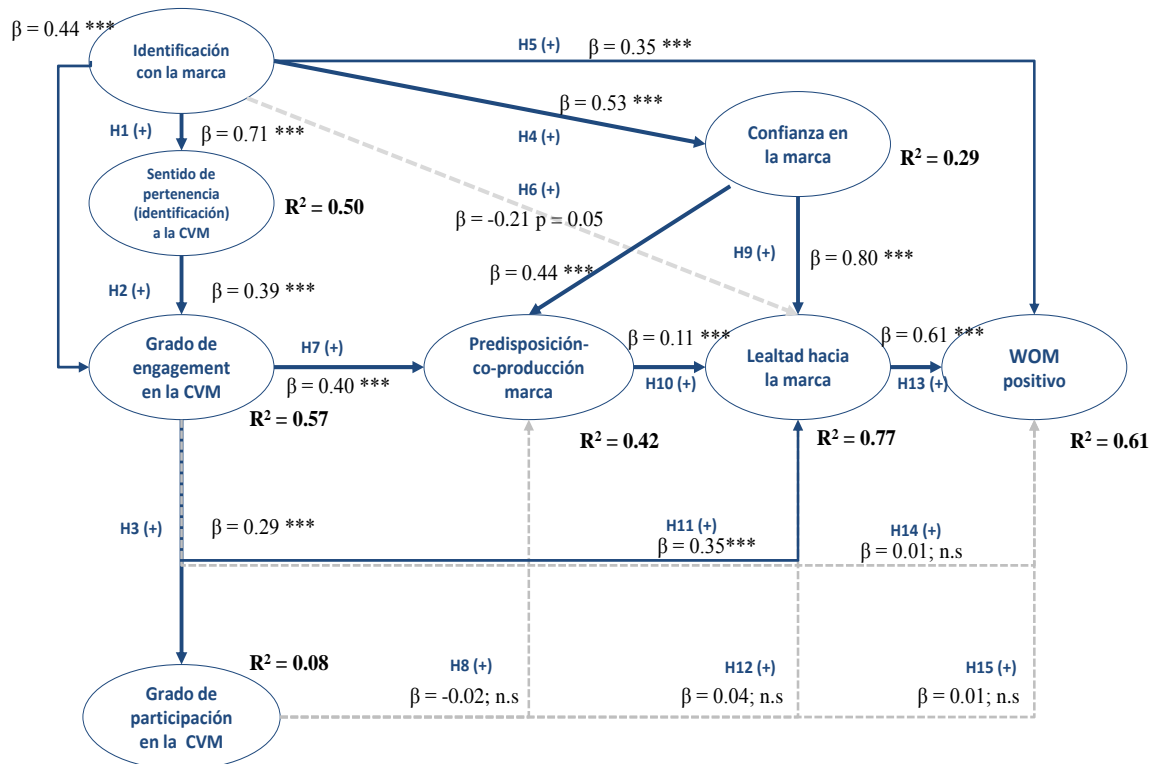 β = 0.44 ***
Identificación
con la marca
H5 (+)
β = 0.35 ***
H1 (+)
β = 0.71 ***
β = 0.53 ***
H4 (+)
Confianza en
la marca
R² = 0.29
Sentido de
pertenencia
(identificación)
a la CVM
R² = 0.50
H6 (+)
β = -0.21 p = 0.05
H2 (+)
β = 0.39 ***
β = 0.44 ***
H9 (+)
β = 0.80 ***
Grado de
engagement
en la CVM
R² = 0.57
H7 (+)
β = 0.40 ***
Predisposición-
co-producción
marca
R² = 0.42
β = 0.11 ***
H10 (+)
Lealtad hacia
la marca
R² = 0.77
β = 0.61 ***
H13 (+)
WOM
positivo
R² = 0.61
H3 (+)
β = 0.29 ***
H11 (+)
β = 0.35***
H14 (+)
β = 0.01; n.s
R² = 0.08
Grado de
participación
en la CVM
H8 (+)
β = -0.02; n.s
H12 (+)
β = 0.04; n.s
H15 (+)
β = 0.01; n.s